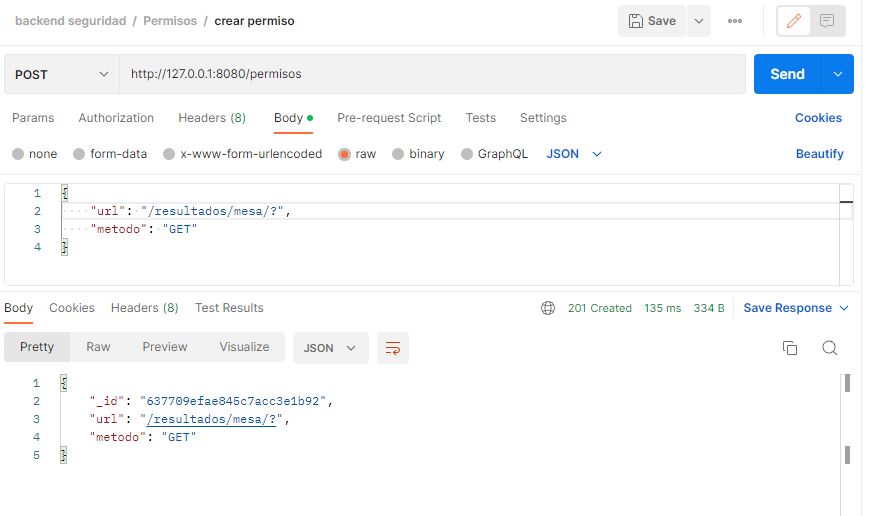 backend seguridad / Permisos / crear permiso
Save
POST
http://127.0.0.1:8080/permisos
Send
Params Authorization Headers (8) Body Pre-request Script Tests Settings Cookies
none form-data x-www-form-urlencoded raw binary GraphQL JSON Beautify
1 {
2 "url": "/resultados/mesa/?",
3 "metodo": "GET"
4 }
Body Cookies Headers (8) Test Results 201 Created 135 ms 334 B Save Response
Pretty Raw Preview Visualize JSON
1 {
2 "_id": "637709efae845c7acc3e1b92",
3 "url": "/resultados/mesa/?",
4 "metodo": "GET"
5 }